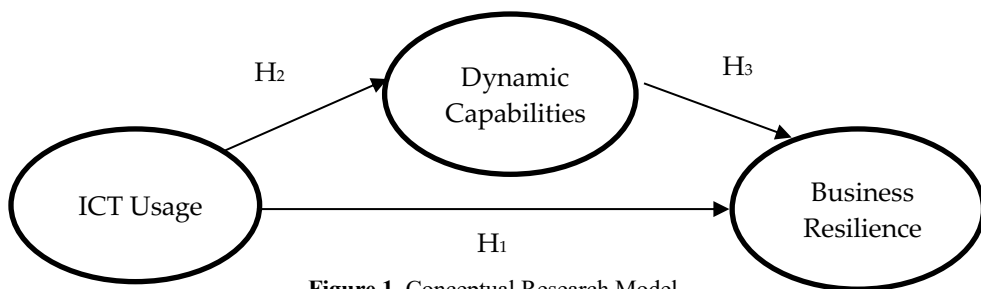 H₂
Dynamic
Capabilities
H₃
ICT Usage
Business
Resilience
H₁
Figure 1. Conceptual Research Model